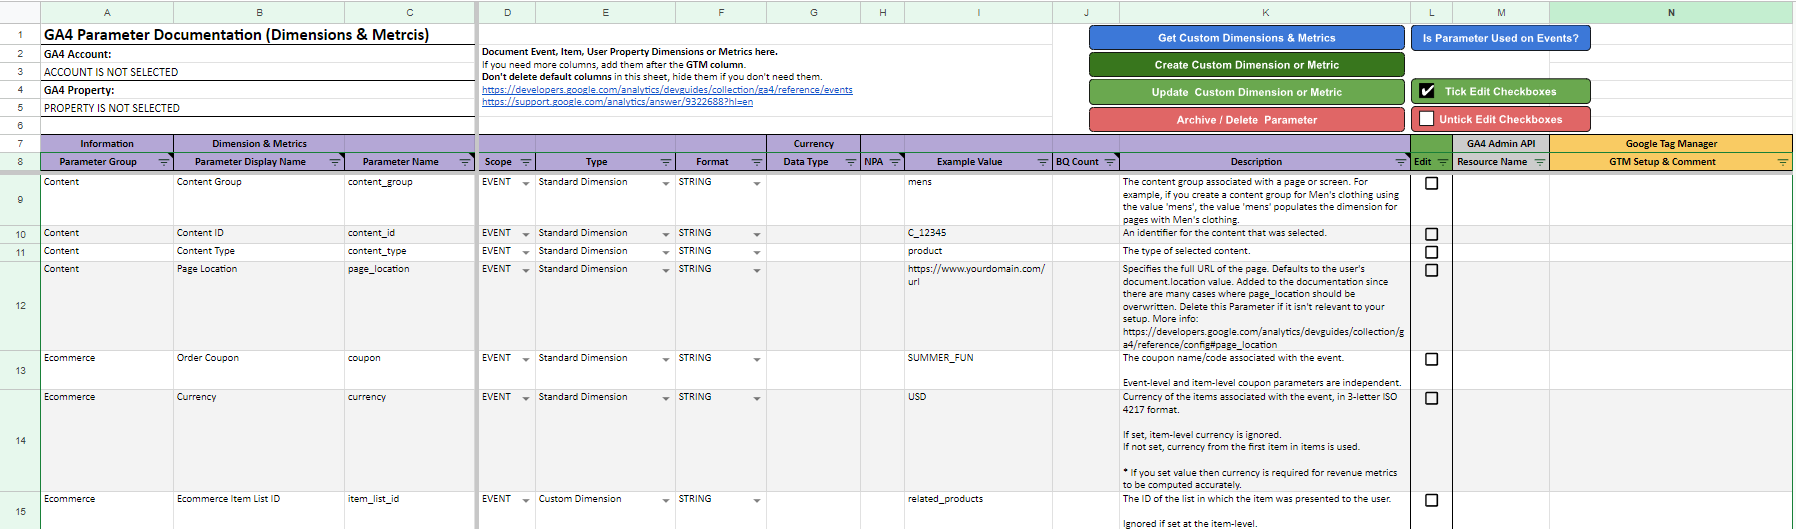 A B C D E F G H I J K L M N
1 GA4 Parameter Documentation (Dimensions & Metrcis)
Get Custom Dimensions & Metrics
Is Parameter Used on Events?
2 GA4 Account:
Document Event, Item, User Property Dimensions or Metrics here.
If you need more columns, add them after the GTM column.
Create Custom Dimension or Metric
3 ACCOUNT IS NOT SELECTED
Don't delete default columns in this sheet, hide them if you don't need them.
4 GA4 Property:
https://developers.google.com/analytics/devguides/collection/ga4/reference/events
Update Custom Dimension or Metric
Tick Edit Checkboxes
5 PROPERTY IS NOT SELECTED
https://support.google.com/analytics/answer/9322688?hl=en
6
Archive / Delete Parameter
Untick Edit Checkboxes
7 Information Dimension & Metrics Currency GA4 Admin API Google Tag Manager
8 Parameter Group Parameter Display Name Parameter Name Scope Type Format Data Type NPA Example Value BQ Count Description Edit Resource Name GTM Setup & Comment
9 Content Content Group content_group EVENT Standard Dimension STRING mens
The content group associated with a page or screen. For
example, if you create a content group for Men's clothing using
the value 'mens', the value 'mens' populates the dimension for
pages with Men's clothing.
10 Content Content ID content_id EVENT Standard Dimension STRING C_12345 An identifier for the content that was selected.
11 Content Content Type content_type EVENT Standard Dimension STRING product The type of selected content.
12 Content Page Location page_location EVENT Standard Dimension STRING
https://www.yourdomain.com/
url
Specifies the full URL of the page. Defaults to the user's
document.location value. Added to the documentation since
there are many cases where page_location should be
overwritten. Delete this Parameter if it isn't relevant to your
setup. More info:
https://developers.google.com/analytics/devguides/collection/g
a4/reference/config#page_location
13 Ecommerce Order Coupon coupon EVENT Standard Dimension STRING SUMMER_FUN
The coupon name/code associated with the event.
Event-level and item-level coupon parameters are independent.
14 Ecommerce Currency currency EVENT Standard Dimension STRING USD
Currency of the items associated with the event, in 3-letter ISO
4217 format.
If set, item-level currency is ignored.
If not set, currency from the first item in items is used.
* If you set value then currency is required for revenue metrics
to be computed accurately.
15 Ecommerce Ecommerce Item List ID item_list_id EVENT Custom Dimension STRING related_products
The ID of the list in which the item was presented to the user.
Ignored if set at the item-level.